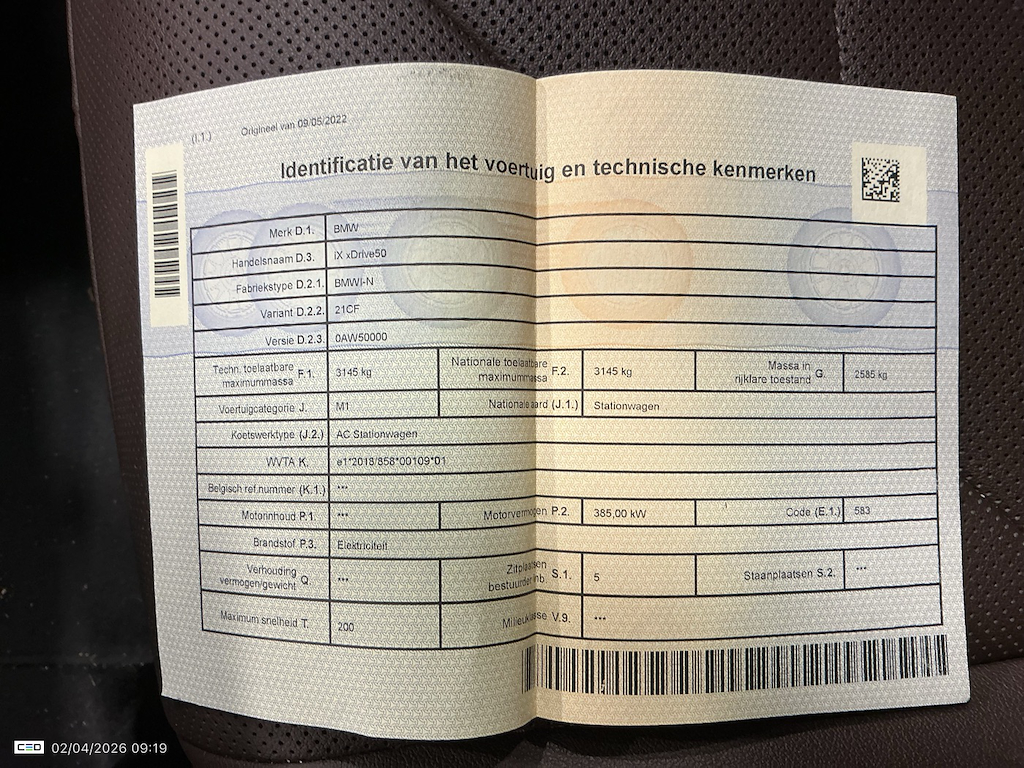 (I.1.) Origineel van 09/05/2022
Identificatie van het voertuig en technische kenmerken
Merk D.1. BMW
Handelsnaam D.3. iX xDrive50
Fabriekstype D.2.1. BMWi-N
Variant D.2.2. 21CF
Versie D.2.3. 0AW50000
Techn. toelaatbare maximummassa F.1. 3145 kg Nationale toelaatbare maximummassa F.2. 3145 kg Massa in rijklare toestand G. 2585 kg
Voertuigcategorie J. M1 Nationale aard (J.1.) Stationwagen
Koetswerktype (J.2.) AC Stationwagen
WVTA K. e1*2018/858*00109*01
Belgisch ref.nummer (K.1.) ***
Motorinhoud P.1. *** Motorvermogen P.2. 385,00 kW Code (E.1.) 583
Brandstof P.3. Elektriciteit
Verhouding vermogen/gewicht Q. *** Zitplaatsen bestuurder inb S.1. 5 Staanplaatsen S.2. ***
Maximum snelheid T. 200 Milieuklasse V.9. ***
CEO 02/04/2026 09:19